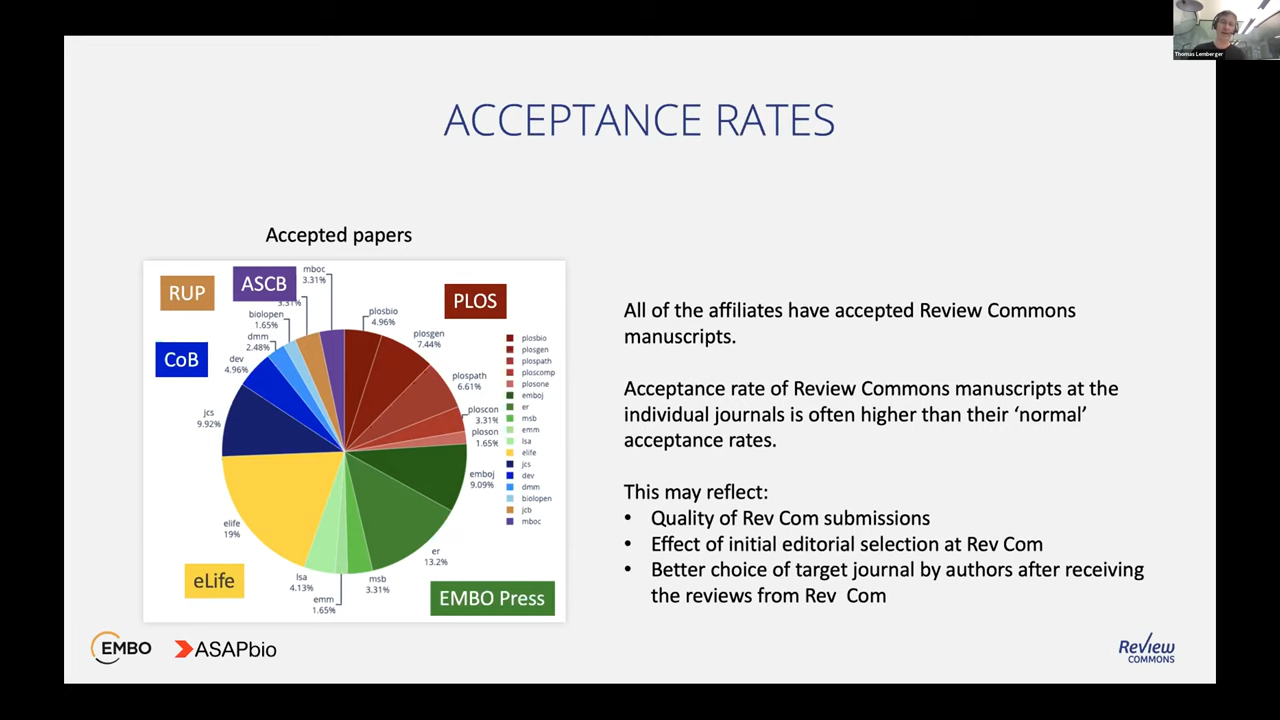 Thomas Lemberger
ACCEPTANCE RATES
Accepted papers
RUP
ASCB
PLOS
CoB
eLife
EMBO Press
mboc
3.31%
3.31%
biolopen
1.65%
dmm
2.48%
dev
4.96%
jcs
9.92%
elife
19%
lsa
4.13%
emm
1.65%
msb
3.31%
er
13.2%
emboj
9.09%
ploson
1.65%
ploscon
3.31%
plospath
6.61%
plosgen
7.44%
plosbio
4.96%
plosbio
plosgen
plospath
ploscomp
plosone
emboj
er
msb
emm
lsa
elife
jcs
dev
dmm
biolopen
jcb
mboc
All of the affiliates have accepted Review Commons
manuscripts.
Acceptance rate of Review Commons manuscripts at the
individual journals is often higher than their ‘normal’
acceptance rates.
This may reflect:
• Quality of Rev Com submissions
• Effect of initial editorial selection at Rev Com
• Better choice of target journal by authors after receiving
the reviews from Rev Com
EMBO
ASAPbio
Review
COMMONS